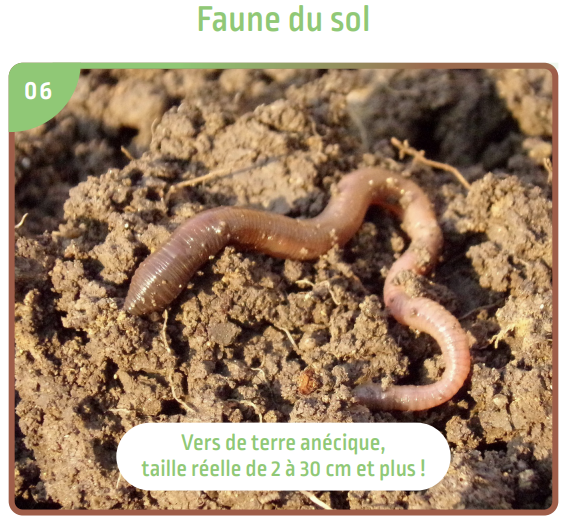 Faune du sol
06
Vers de terre anécique,
taille réelle de 2 à 30 cm et plus !